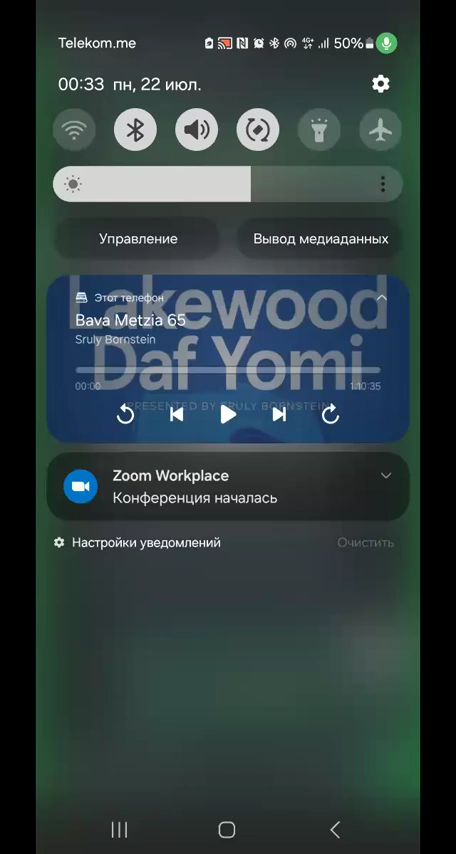 Telekom.me
4G+
50%
00:33 пн, 22 июл.
Управление
Вывод медиаданных
Lakewood
Daf Yomi
PRESENTED BY SRULY BORNSTEIN
Этот телефон
Bava Metzia 65
Sruly Bornstein
00:00
1:10:35
Zoom Workplace
Конференция началась
Настройки уведомлений
Очистить